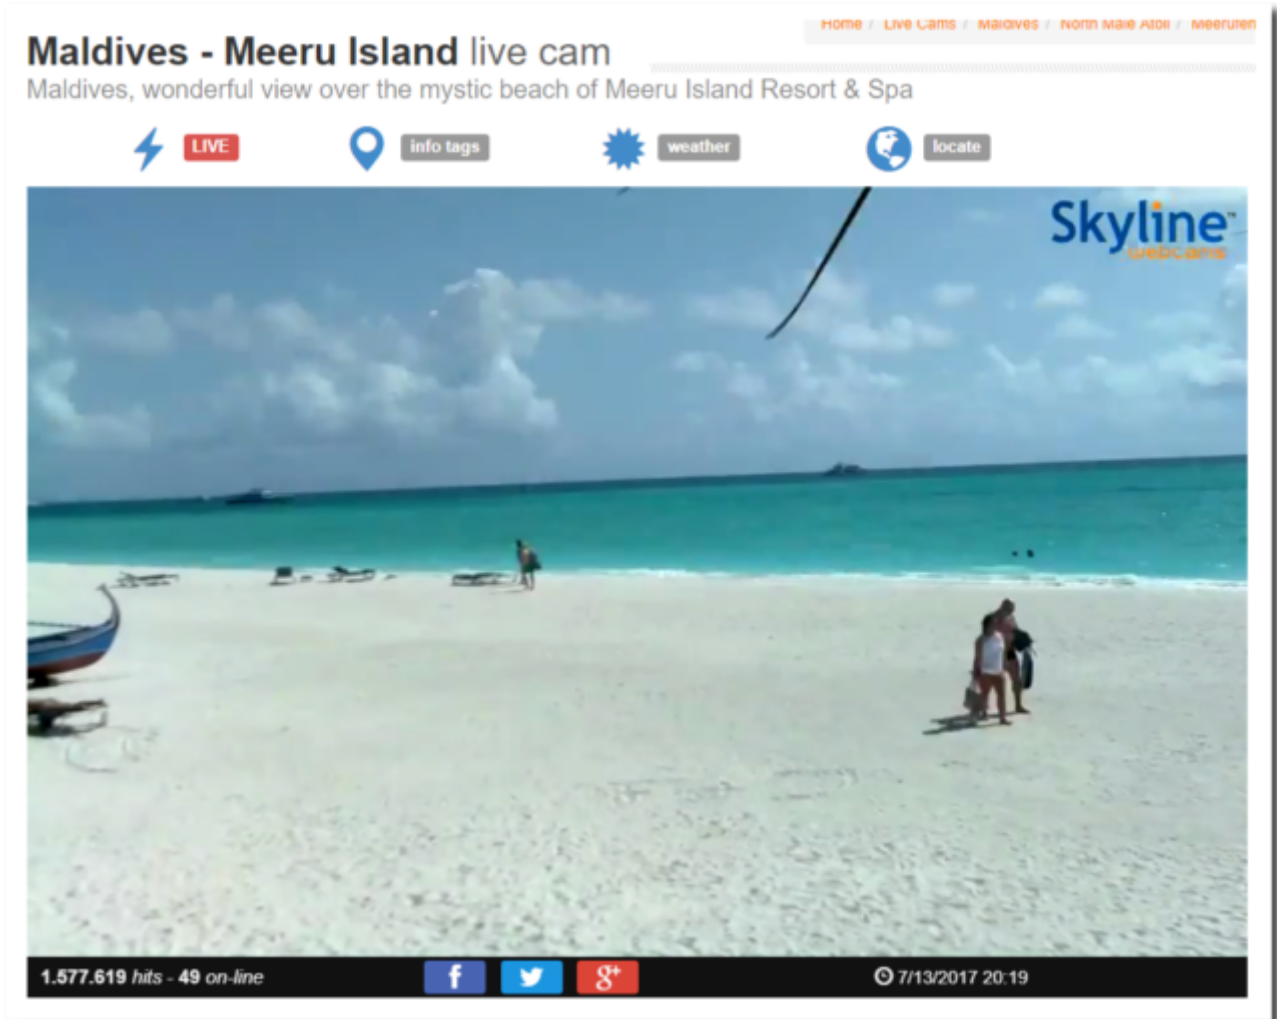 Home / Live Cams / Maldives / North Male Atoll /
Maldives - Meeru Island live cam
Maldives, wonderful view over the mystic beach of Meeru Island Resort & Spa
LIVE
info tags
weather
locate
Skyline
webcams
1.577.619 hits - 49 on-line
f
g+
7/13/2017 20:19